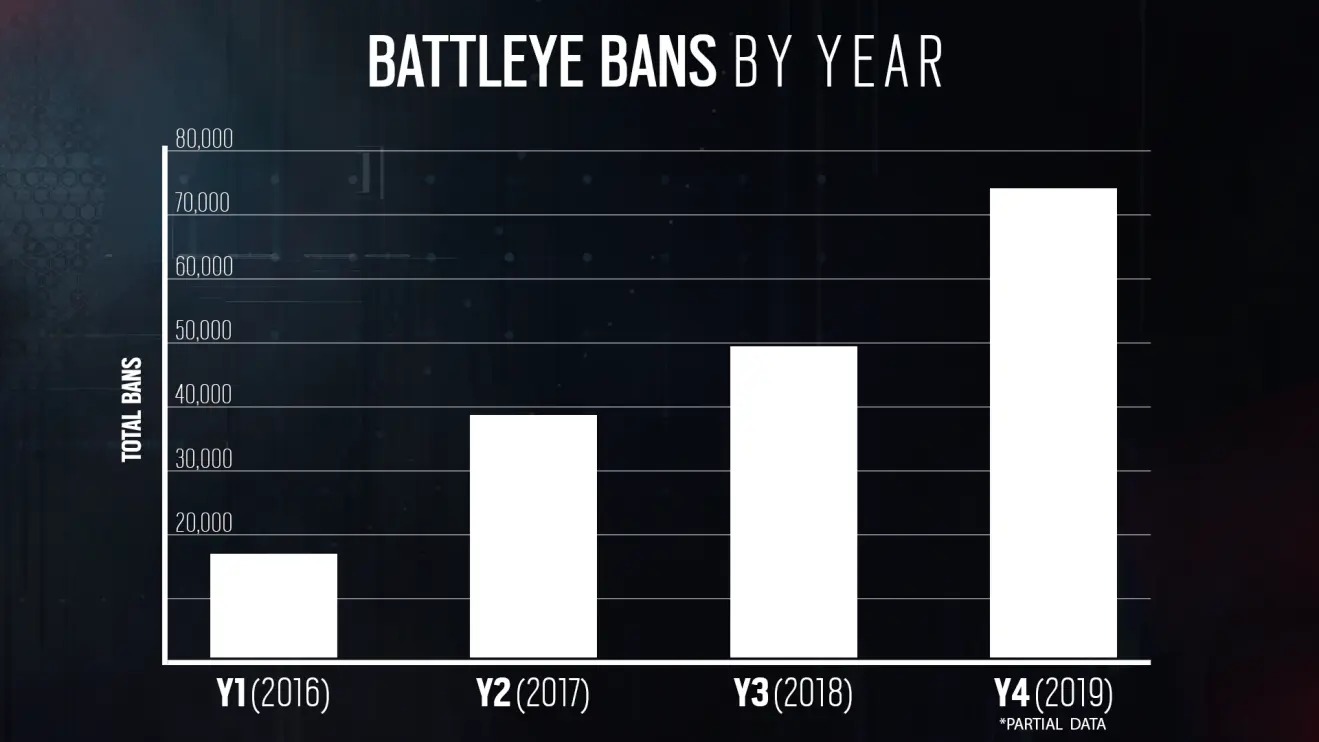 BATTLEYE BANS BY YEAR
80,000
70,000
60,000
50,000
40,000
30,000
20,000
TOTAL BANS
Y1 (2016)
Y2 (2017)
Y3 (2018)
Y4 (2019)
*PARTIAL DATA